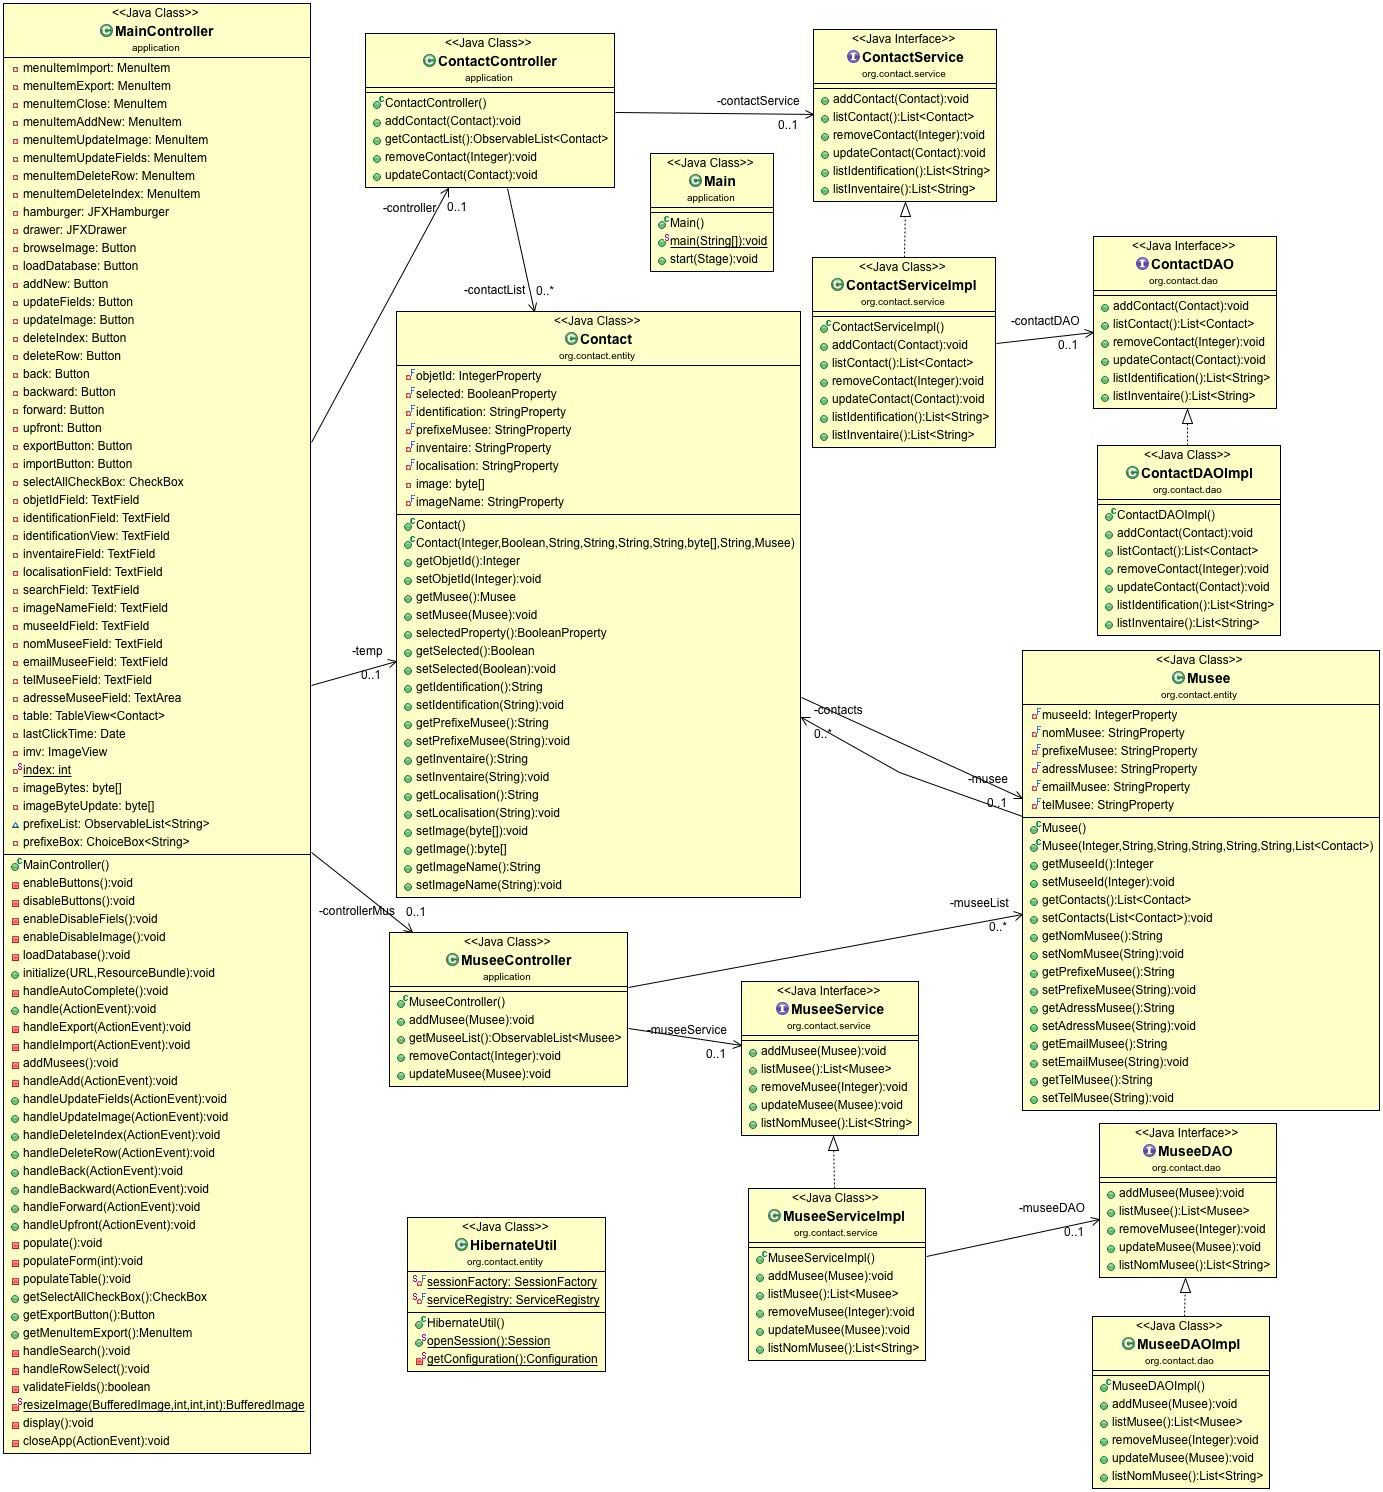 <<Java Class>>
MainController
application
menuItemImport: MenuItem
menuItemExport: MenuItem
menuItemClose: MenuItem
menuItemAddNew: MenuItem
menuItemUpdateImage: MenuItem
menuItemUpdateFields: MenuItem
menuItemDeleteRow: MenuItem
menuItemDeleteIndex: MenuItem
hamburger: JFXHamburger
drawer: JFXDrawer
browseImage: Button
loadDatabase: Button
addNew: Button
updateFields: Button
updateImage: Button
deleteIndex: Button
deleteRow: Button
back: Button
backward: Button
forward: Button
upfront: Button
exportButton: Button
importButton: Button
selectAllCheckBox: CheckBox
objetIdField: TextField
identificationField: TextField
identificationView: TextField
inventaireField: TextField
localisationField: TextField
searchField: TextField
imageNameField: TextField
museeIdField: TextField
nomMuseeField: TextField
emailMuseeField: TextField
telMuseeField: TextField
adresseMuseeField: TextArea
table: TableView<Contact>
lastClickTime: Date
imv: ImageView
index: int
imageBytes: byte[]
imageByteUpdate: byte[]
prefixeList: ObservableList<String>
prefixeBox: ChoiceBox<String>
MainController()
enableButtons():void
disableButtons():void
enableDisableFiels():void
enableDisableImage():void
loadDatabase():void
initialize(URL,ResourceBundle):void
handleAutoComplete():void
handle(ActionEvent):void
handleExport(ActionEvent):void
handleImport(ActionEvent):void
addMusees():void
handleAdd(ActionEvent):void
handleUpdateFields(ActionEvent):void
handleUpdateImage(ActionEvent):void
handleDeleteIndex(ActionEvent):void
handleDeleteRow(ActionEvent):void
handleBack(ActionEvent):void
handleBackward(ActionEvent):void
handleForward(ActionEvent):void
handleUpfront(ActionEvent):void
populate():void
populateForm(int):void
populateTable():void
getSelectAllCheckBox():CheckBox
getExportButton():Button
getMenuItemExport():MenuItem
handleSearch():void
handleRowSelect():void
validateFields():boolean
resizeImage(BufferedImage,int,int,int):BufferedImage
display():void
closeApp(ActionEvent):void
<<Java Class>>
ContactController
application
ContactController()
addContact(Contact):void
getContactList():ObservableList<Contact>
removeContact(Integer):void
updateContact(Contact):void
-controller
0..1
-contactList
0..*
-contactService
0..1
<<Java Class>>
Main
application
Main()
main(String[]):void
start(Stage):void
<<Java Interface>>
ContactService
org.contact.service
addContact(Contact):void
listContact():List<Contact>
removeContact(Integer):void
updateContact(Contact):void
listIdentification():List<String>
listInventaire():List<String>
<<Java Class>>
ContactServiceImpl
org.contact.service
ContactServiceImpl()
addContact(Contact):void
listContact():List<Contact>
removeContact(Integer):void
updateContact(Contact):void
listIdentification():List<String>
listInventaire():List<String>
-contactDAO
0..1
<<Java Interface>>
ContactDAO
org.contact.dao
addContact(Contact):void
listContact():List<Contact>
removeContact(Integer):void
updateContact(Contact):void
listIdentification():List<String>
listInventaire():List<String>
<<Java Class>>
ContactDAOImpl
org.contact.dao
ContactDAOImpl()
addContact(Contact):void
listContact():List<Contact>
removeContact(Integer):void
updateContact(Contact):void
listIdentification():List<String>
listInventaire():List<String>
<<Java Class>>
Contact
org.contact.entity
objetId: IntegerProperty
selected: BooleanProperty
identification: StringProperty
prefixeMusee: StringProperty
inventaire: StringProperty
localisation: StringProperty
image: byte[]
imageName: StringProperty
Contact()
Contact(Integer,Boolean,String,String,String,String,byte[],String,Musee)
getObjetId():Integer
setObjetId(Integer):void
getMusee():Musee
setMusee(Musee):void
selectedProperty():BooleanProperty
getSelected():Boolean
setSelected(Boolean):void
getIdentification():String
setIdentification(String):void
getPrefixeMusee():String
setPrefixeMusee(String):void
getInventaire():String
setInventaire(String):void
getLocalisation():String
setLocalisation(String):void
setImage(byte[]):void
getImage():byte[]
getImageName():String
setImageName(String):void
-temp
0..1
-contacts
0..*
-musee
0..1
<<Java Class>>
Musee
org.contact.entity
museeId: IntegerProperty
nomMusee: StringProperty
prefixeMusee: StringProperty
adressMusee: StringProperty
emailMusee: StringProperty
telMusee: StringProperty
Musee()
Musee(Integer,String,String,String,String,String,List<Contact>)
getMuseeId():Integer
setMuseeId(Integer):void
getContacts():List<Contact>
setContacts(List<Contact>):void
getNomMusee():String
setNomMusee(String):void
getPrefixeMusee():String
setPrefixeMusee(String):void
getAdressMusee():String
setAdressMusee(String):void
getEmailMusee():String
setEmailMusee(String):void
getTelMusee():String
setTelMusee(String):void
-controllerMus
0..1
<<Java Class>>
MuseeController
application
MuseeController()
addMusee(Musee):void
getMuseeList():ObservableList<Musee>
removeContact(Integer):void
updateMusee(Musee):void
-museeList
0..*
-museeService
0..1
<<Java Interface>>
MuseeService
org.contact.service
addMusee(Musee):void
listMusee():List<Musee>
removeMusee(Integer):void
updateMusee(Musee):void
listNomMusee():List<String>
<<Java Class>>
MuseeServiceImpl
org.contact.service
MuseeServiceImpl()
addMusee(Musee):void
listMusee():List<Musee>
removeMusee(Integer):void
updateMusee(Musee):void
listNomMusee():List<String>
-museeDAO
0..1
<<Java Interface>>
MuseeDAO
org.contact.dao
addMusee(Musee):void
listMusee():List<Musee>
removeMusee(Integer):void
updateMusee(Musee):void
listNomMusee():List<String>
<<Java Class>>
MuseeDAOImpl
org.contact.dao
MuseeDAOImpl()
addMusee(Musee):void
listMusee():List<Musee>
removeMusee(Integer):void
updateMusee(Musee):void
listNomMusee():List<String>
<<Java Class>>
HibernateUtil
org.contact.entity
sessionFactory: SessionFactory
serviceRegistry: ServiceRegistry
HibernateUtil()
openSession():Session
getConfiguration():Configuration